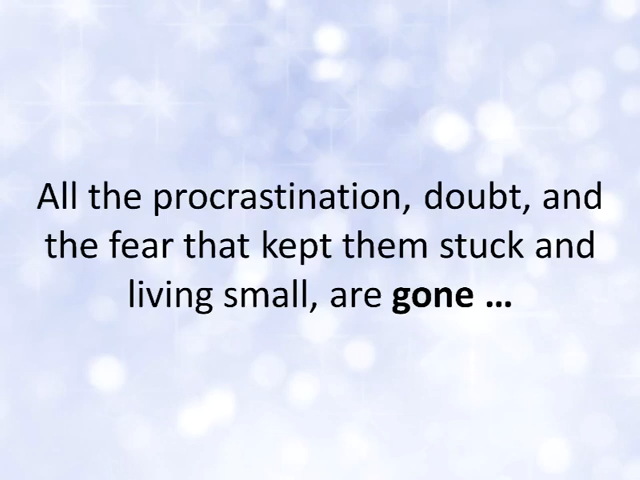 All the procrastination, doubt, and
the fear that kept them stuck and
living small, are gone ...